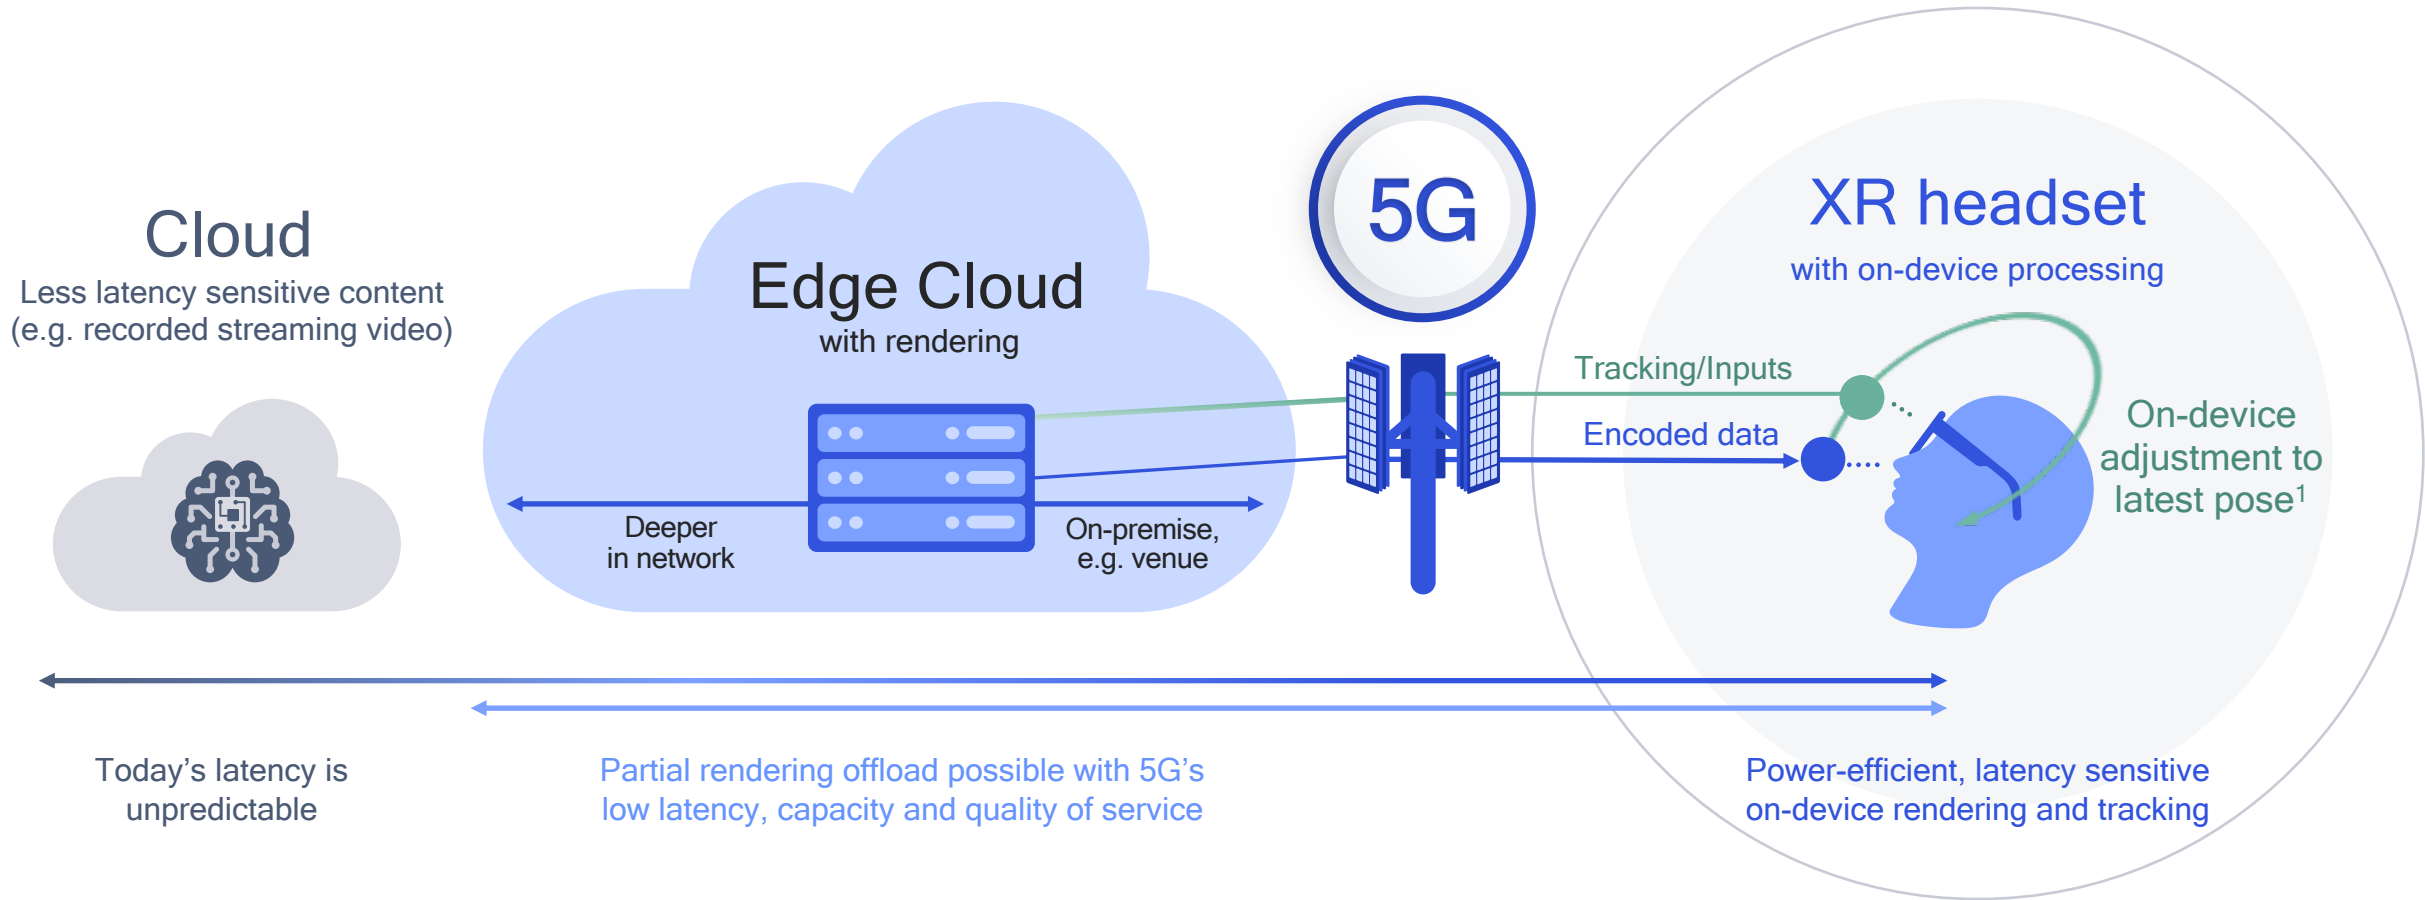 Cloud
Less latency sensitive content
(e.g. recorded streaming video)
Edge Cloud
with rendering
Deeper
in network
On-premise,
e.g. venue
5G
XR headset
with on-device processing
Tracking/Inputs
Encoded data
On-device
adjustment to
latest pose¹
Today’s latency is
unpredictable
Partial rendering offload possible with 5G’s
low latency, capacity and quality of service
Power-efficient, latency sensitive
on-device rendering and tracking